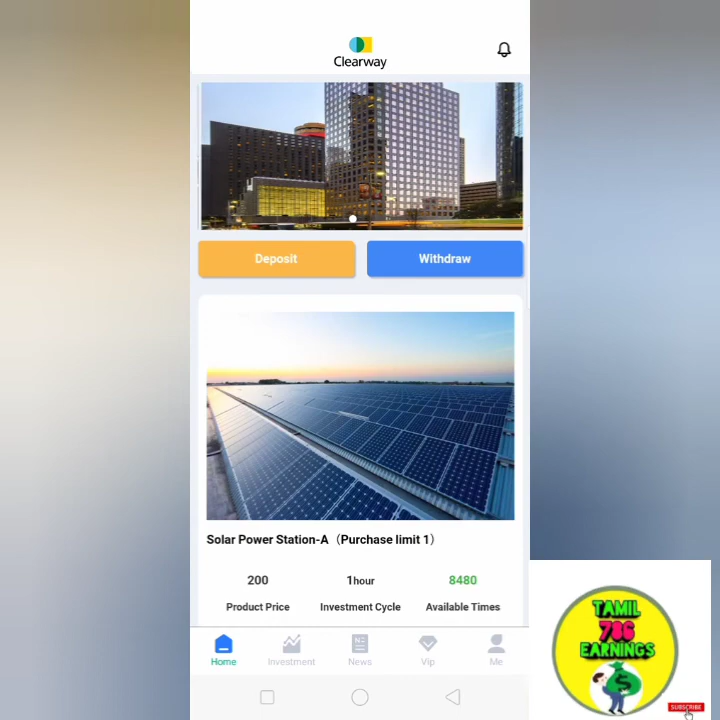 Clearway
Deposit
Withdraw
Solar Power Station-A（Purchase limit 1）
200
1hour
8480
Product Price
Investment Cycle
Available Times
Home
Investment
News
Vip
Me
TAMIL
786
EARNINGS
SUBSCRIBE